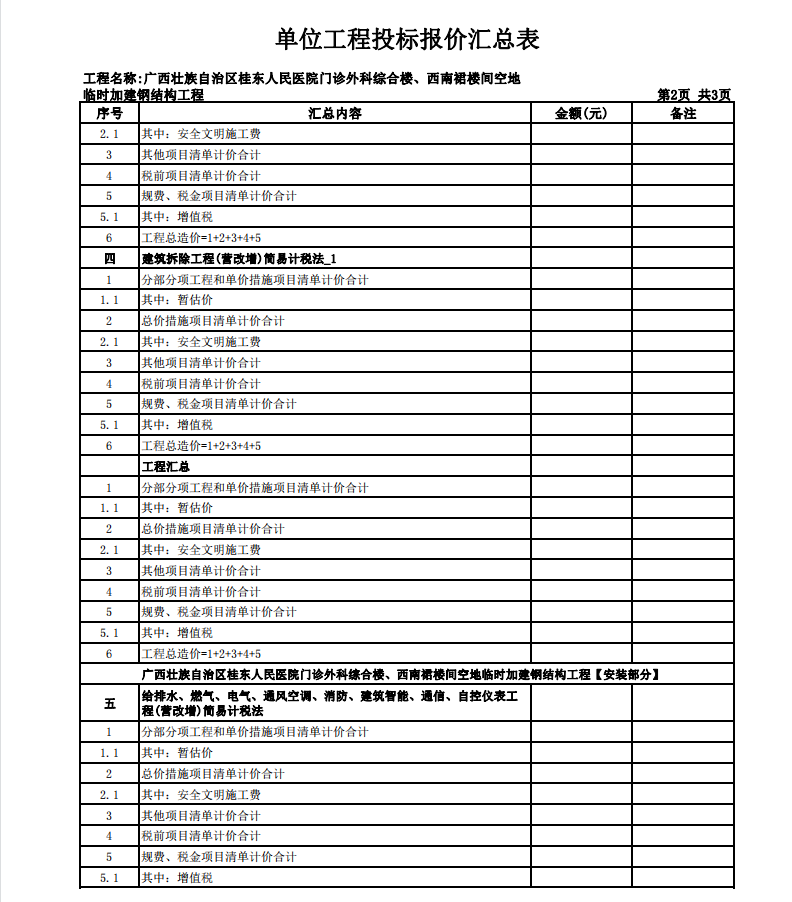 单位工程投标报价汇总表
工程名称:广西壮族自治区桂东人民医院门诊外科综合楼、西南裙楼间空地
临时加建钢结构工程 第2页 共3页
序号 汇总内容 金额(元) 备注
2.1 其中: 安全文明施工费
3 其他项目清单计价合计
4 税前项目清单计价合计
5 规费、税金项目清单计价合计
5.1 其中: 增值税
6 工程总造价=1+2+3+4+5
四 建筑拆除工程(营改增)简易计税法_1
1 分部分项工程和单价措施项目清单计价合计
1.1 其中: 暂估价
2 总价措施项目清单计价合计
2.1 其中: 安全文明施工费
3 其他项目清单计价合计
4 税前项目清单计价合计
5 规费、税金项目清单计价合计
5.1 其中: 增值税
6 工程总造价=1+2+3+4+5
工程汇总
1 分部分项工程和单价措施项目清单计价合计
1.1 其中: 暂估价
2 总价措施项目清单计价合计
2.1 其中: 安全文明施工费
3 其他项目清单计价合计
4 税前项目清单计价合计
5 规费、税金项目清单计价合计
5.1 其中: 增值税
6 工程总造价=1+2+3+4+5
广西壮族自治区桂东人民医院门诊外科综合楼、西南裙楼间空地临时加建钢结构工程【安装部分】
五 给排水、燃气、电气、通风空调、消防、建筑智能、通信、自控仪表工
程(营改增)简易计税法
1 分部分项工程和单价措施项目清单计价合计
1.1 其中: 暂估价
2 总价措施项目清单计价合计
2.1 其中: 安全文明施工费
3 其他项目清单计价合计
4 税前项目清单计价合计
5 规费、税金项目清单计价合计
5.1 其中: 增值税